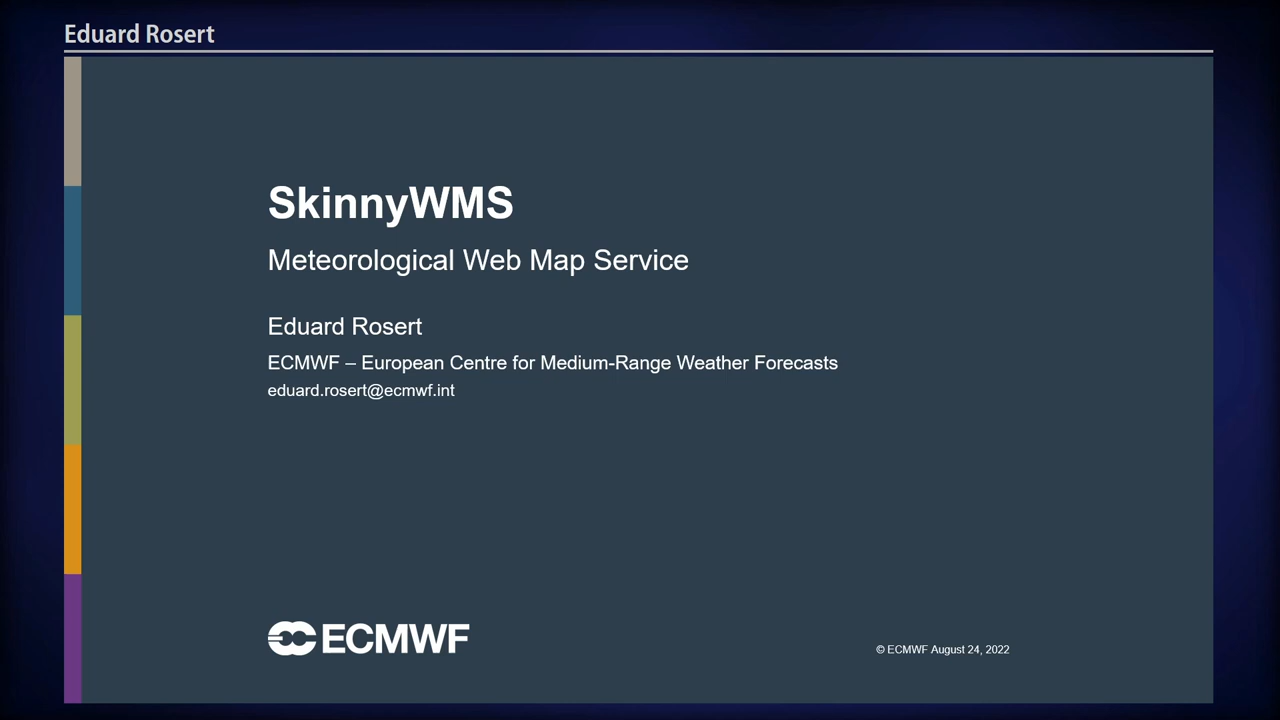 Eduard Rosert
SkinnyWMS
Meteorological Web Map Service
Eduard Rosert
ECMWF – European Centre for Medium-Range Weather Forecasts
eduard.rosert@ecmwf.int
ECMWF
© ECMWF August 24, 2022